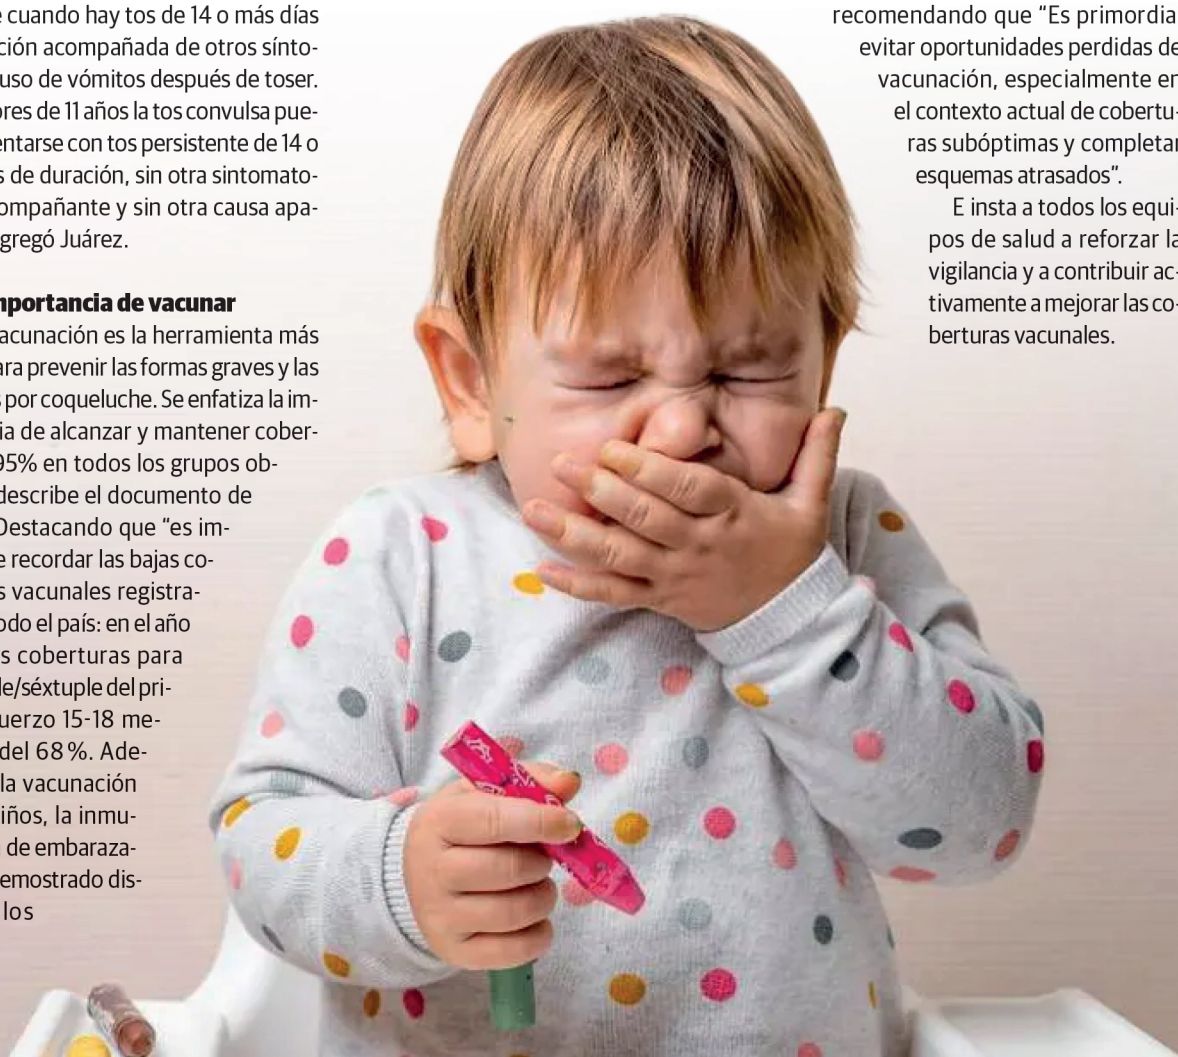 cuando hay tos de 14 o más días
ción acompañada de otros sínto-
uso de vómitos después de toser.
res de 11 años la tos convulsa pue-
entarse con tos persistente de 14 o
s de duración, sin otra sintomato-
ompañante y sin otra causa apa-
gregó Juárez.
mportancia de vacunar
acunación es la herramienta más
ara prevenir las formas graves y las
s por coqueluche. Se enfatiza la im-
ia de alcanzar y mantener cober-
95% en todos los grupos ob-
describe el documento de
Destacando que “es im-
e recordar las bajas co-
s vacunales registra-
odo el país: en el año
s coberturas para
le/séxtuple del pri-
uerzo 15-18 me-
del 68 %. Ade-
la vacunación
iños, la inmu-
de embaraza-
emostrado dis-
los
recomendando que “Es primordia
evitar oportunidades perdidas de
vacunación, especialmente en
el contexto actual de cobertu-
ras subóptimas y completar
esquemas atrasados”.
E insta a todos los equi-
pos de salud a reforzar la
vigilancia y a contribuir ac-
tivamente a mejorar las co-
berturas vacunales.